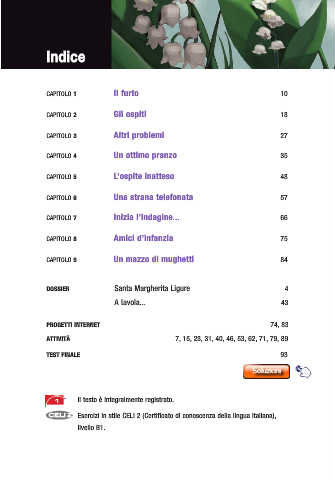 Indice
CAPITOLO 1 Il furto 10
CAPITOLO 2 Gli ospiti 18
CAPITOLO 3 Altri problemi 27
CAPITOLO 4 Un ottimo pranzo 35
CAPITOLO 5 L'ospite inatteso 48
CAPITOLO 6 Una strana telefonata 57
CAPITOLO 7 Inizia l'indagine... 66
CAPITOLO 8 Amici d'infanzia 75
CAPITOLO 9 Un mazzo di mughetti 84
DOSSIER Santa Margherita Ligure 4
A tavola... 43
PROGETTI INTERNET 74, 83
ATTIVITÀ 7, 15, 23, 31, 40, 46, 53, 62, 71, 79, 89
TEST FINALE 93
Soluzioni
1 Il testo è integralmente registrato.
CELI 2 Esercizi in stile CELI 2 (Certificato di conoscenza della lingua italiana),
livello B1.